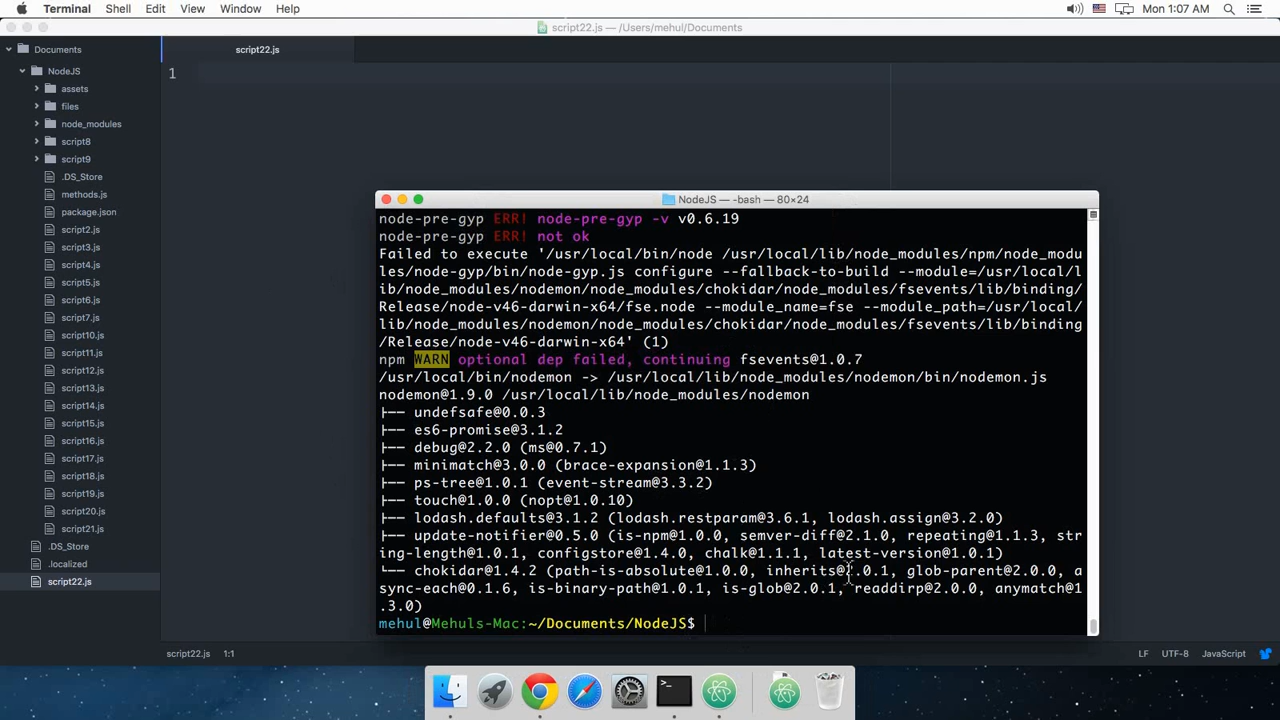 Terminal Shell Edit View Window Help Mon 1:07 AM
script22.js — /Users/mehul/Documents
Documents
script22.js
NodeJS
1
assets
files
node_modules
script8
script9
.DS_Store
methods.js
package.json
script2.js
script3.js
script4.js
script5.js
script6.js
script7.js
script10.js
script11.js
script12.js
script13.js
script14.js
script15.js
script16.js
script17.js
script18.js
script19.js
script20.js
script21.js
.DS_Store
.localized
script22.js
NodeJS — -bash — 80×24
node-pre-gyp ERR! node-pre-gyp -v v0.6.19
node-pre-gyp ERR! not ok
Failed to execute '/usr/local/bin/node /usr/local/lib/node_modules/npm/node_modu
les/node-gyp/bin/node-gyp.js configure --fallback-to-build --module=/usr/local/l
ib/node_modules/nodemon/node_modules/chokidar/node_modules/fsevents/lib/binding/
Release/node-v46-darwin-x64/fse.node --module_name=fse --module_path=/usr/local/
lib/node_modules/nodemon/node_modules/chokidar/node_modules/fsevents/lib/binding
/Release/node-v46-darwin-x64' (1)
npm WARN optional dep failed, continuing fsevents@1.0.7
/usr/local/bin/nodemon -> /usr/local/lib/node_modules/nodemon/bin/nodemon.js
nodemon@1.9.0 /usr/local/lib/node_modules/nodemon
├── undefsafe@0.0.3
├── es6-promise@3.1.2
├── debug@2.2.0 (ms@0.7.1)
├── minimatch@3.0.0 (brace-expansion@1.1.3)
├── ps-tree@1.0.1 (event-stream@3.3.2)
├── touch@1.0.0 (nopt@1.0.10)
├── lodash.defaults@3.1.2 (lodash.restparam@3.6.1, lodash.assign@3.2.0)
├── update-notifier@0.5.0 (is-npm@1.0.0, semver-diff@2.1.0, repeating@1.1.3, str
ing-length@1.0.1, configstore@1.4.0, chalk@1.1.1, latest-version@1.0.1)
└── chokidar@1.4.2 (path-is-absolute@1.0.0, inherits@2.0.1, glob-parent@2.0.0, a
sync-each@0.1.6, is-binary-path@1.0.1, is-glob@2.0.1, readdirp@2.0.0, anymatch@1
.3.0)
mehul@Mehuls-Mac:~/Documents/NodeJS$
script22.js 1:1 LF UTF-8 JavaScript